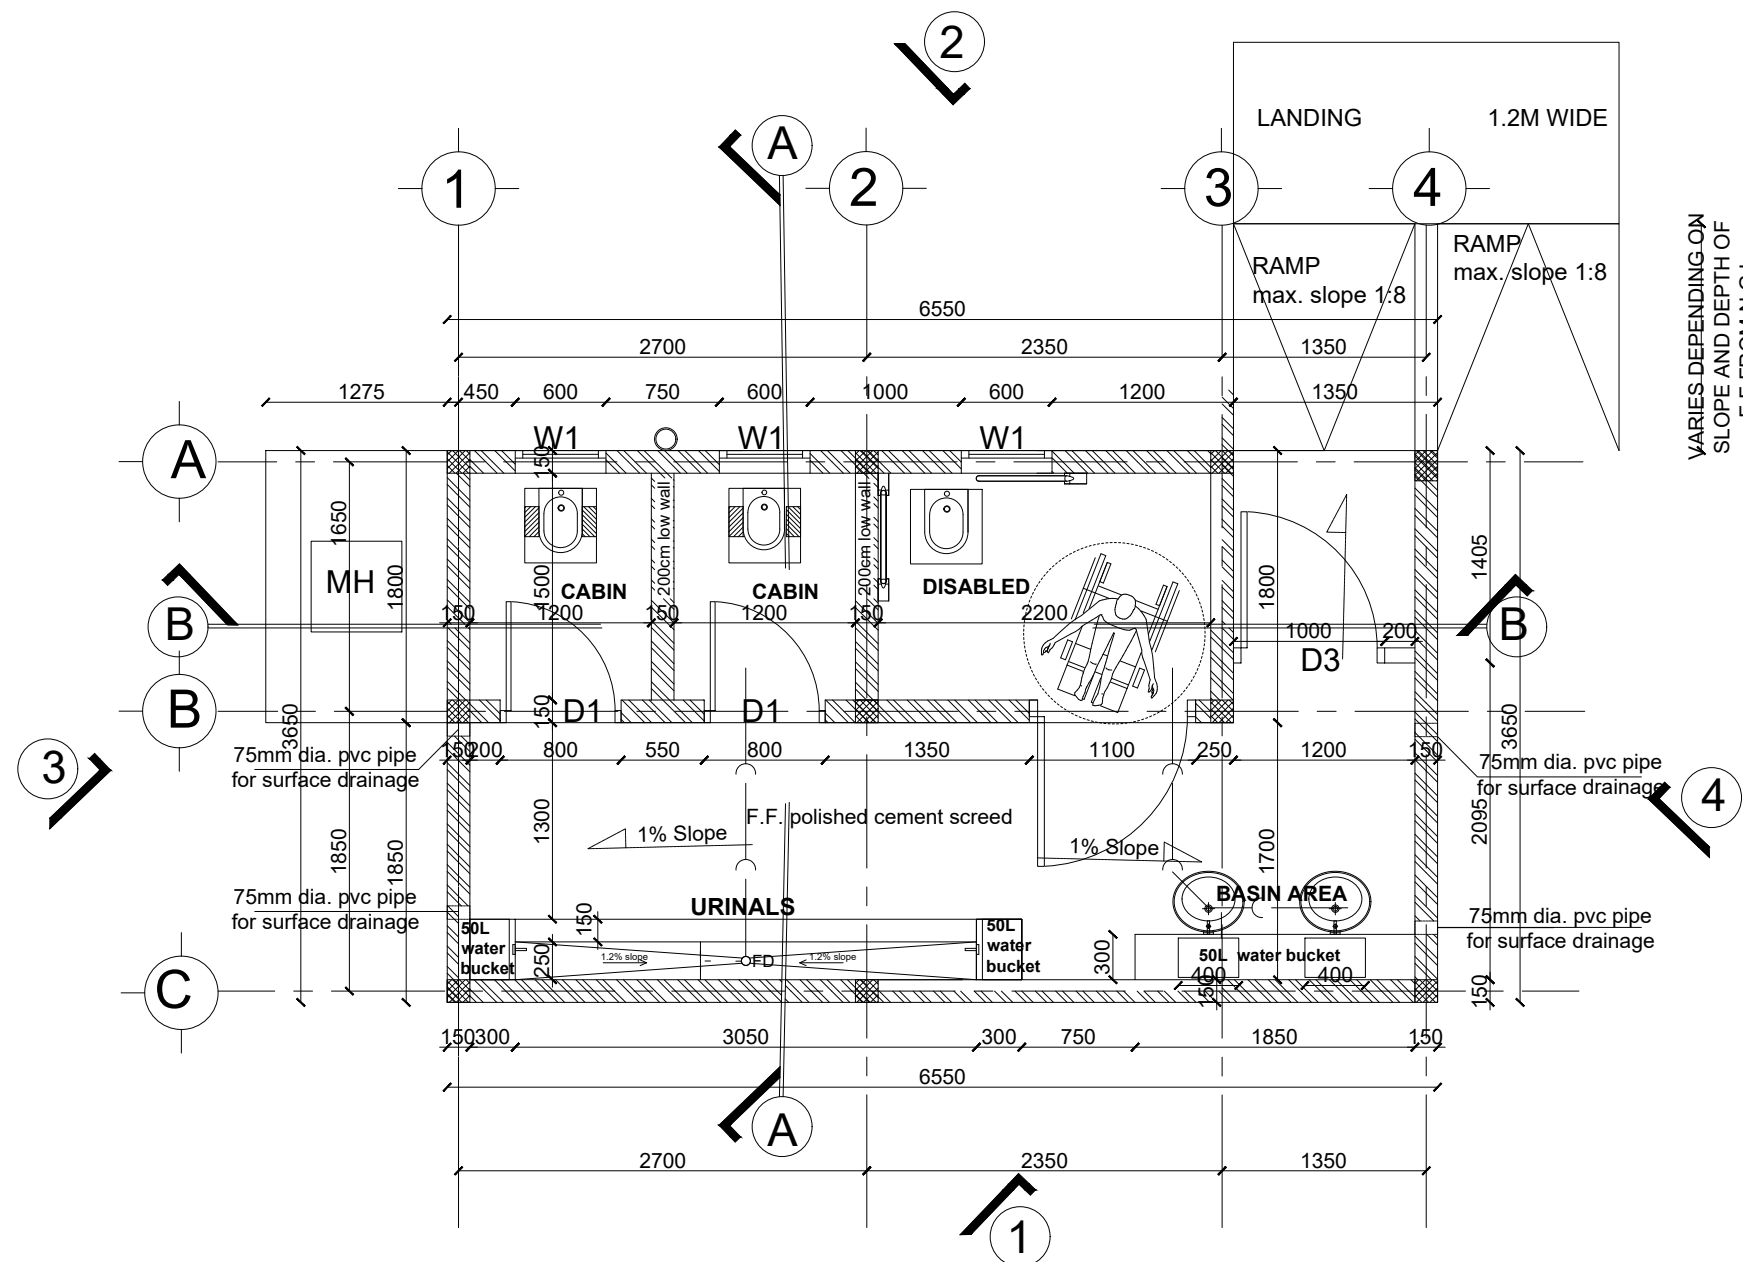 2
A
LANDING 1.2M WIDE
1 2 3 4
RAMP
max. slope 1:8
RAMP
max. slope 1:8
VARIES DEPENDING ON
SLOPE AND DEPTH OF
6550
2700 2350 1350
1275 450 600 750 600 1000 600 1200 1350
W1 W1 W1
A
150
1650
1800
3650
MH
1500
200cm low wall
200cm low wall
CABIN CABIN DISABLED
1800
1405
3650
B B
150 1200 150 1200 150 2200
1000 200
D3
B
150
D1 D1
75mm dia. pvc pipe
for surface drainage
150 200 800 550 800 1350 1100 250 1200 150
75mm dia. pvc pipe
for surface drainage
3
4
1300
F.F. polished cement screed
1% Slope
1% Slope
1850
1850
1700
2095
75mm dia. pvc pipe
for surface drainage
URINALS
BASIN AREA
75mm dia. pvc pipe
for surface drainage
150
50L
water
bucket
250
1.2% slope
FD
1.2% slope
50L
water
bucket
300
50L water bucket
400 400
150
150
C
150 300 3050 300 750 1850 150
6550
A
2700 2350 1350
1